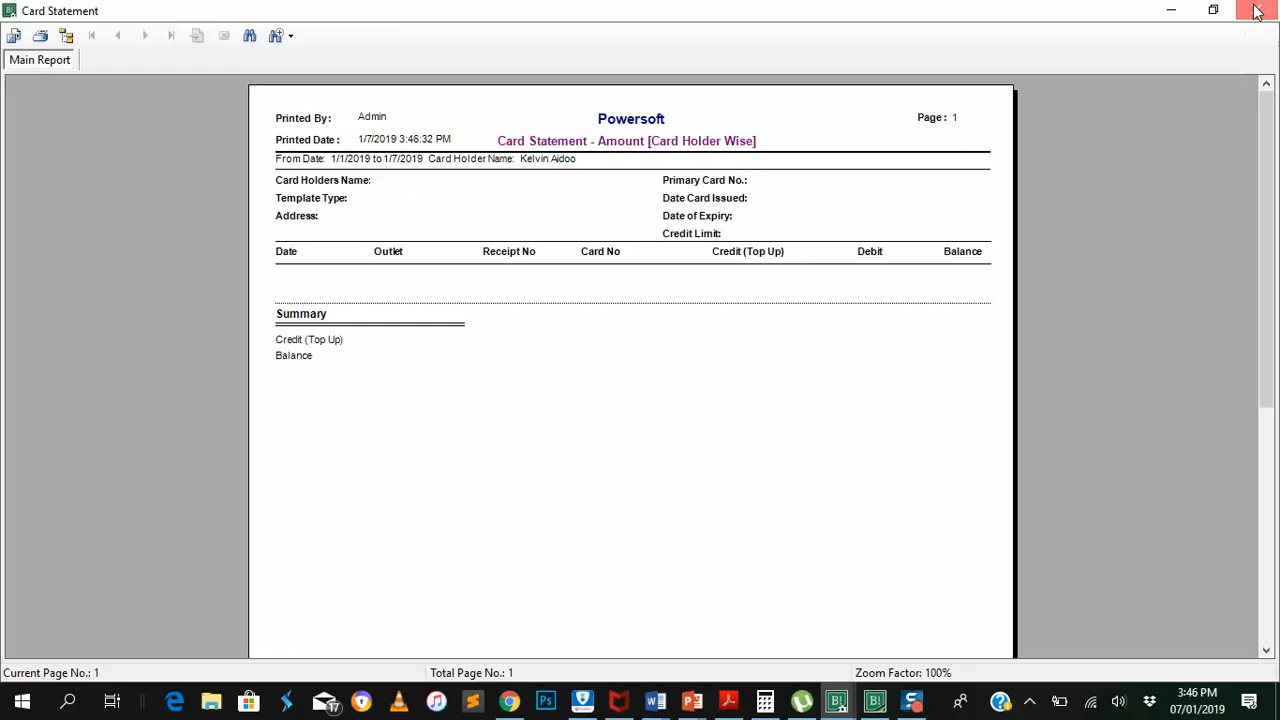 Card Statement
Main Report
Printed By: Admin Powersoft Page: 1
Printed Date: 1/7/2019 3:46:32 PM Card Statement - Amount [Card Holder Wise]
From Date: 1/1/2019 to 1/7/2019 Card Holder Name: Kelvin Aidoo
Card Holders Name: Primary Card No.:
Template Type: Date Card Issued:
Address: Date of Expiry:
Credit Limit:
Date Outlet Receipt No Card No Credit (Top Up) Debit Balance
Summary
Credit (Top Up)
Balance
Current Page No.: 1 Total Page No.: 1 Zoom Factor: 100%
17 Ps 3:46 PM
07/01/2019